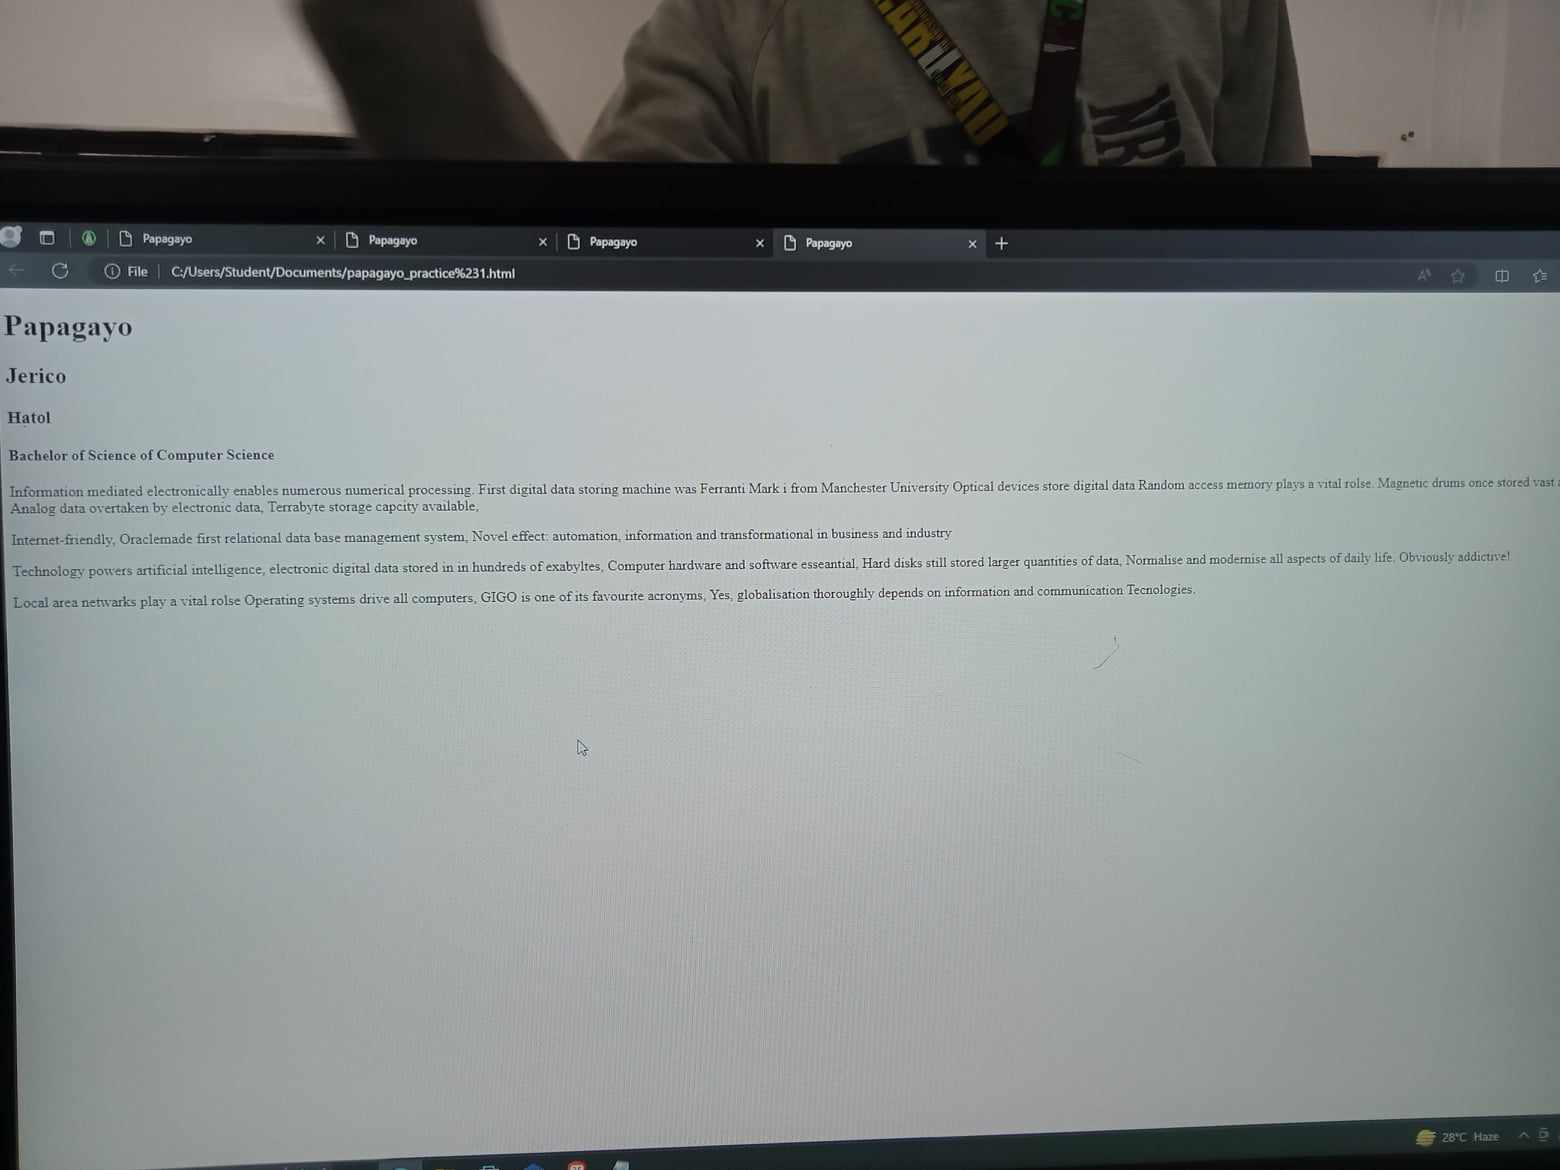 Papagayo
Papagayo
Papagayo
Papagayo
File
C:/Users/Student/Documents/papagayo_practice%231.html
Papagayo
Jerico
Hatol
Bachelor of Science of Computer Science
Information mediated electronically enables numerous numerical processing. First digital data storing machine was Ferranti Mark i from Manchester University Optical devices store digital data Random access memory plays a vital rolse. Magnetic drums once stored vast
Analog data overtaken by electronic data, Terrabyte storage capcity available,
Internet-friendly, Oraclemade first relational data base management system, Novel effect: automation, information and transformational in business and industry
Technology powers artificial intelligence, electronic digital data stored in in hundreds of exabyltes, Computer hardware and software esseantial, Hard disks still stored larger quantities of data, Normalise and modernise all aspects of daily life, Obviously addictive!
Local area netwarks play a vital rolse Operating systems drive all computers, GIGO is one of its favourite acronyms, Yes, globalisation thoroughly depends on information and communication Tecnologies.
28°C Haze